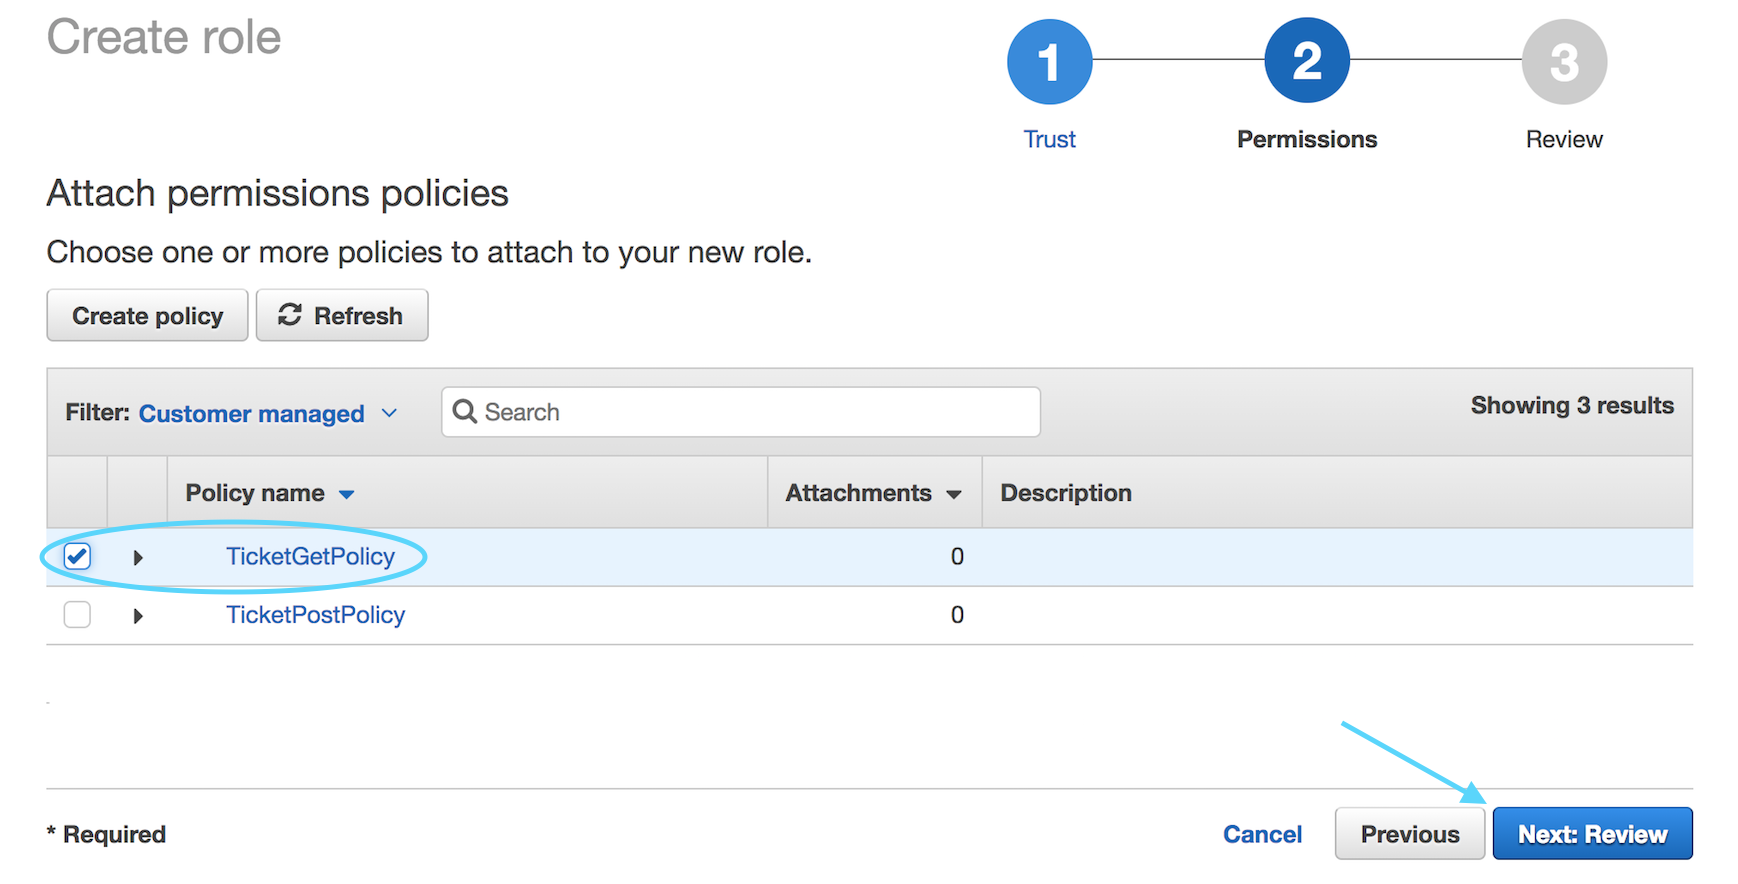 Create role
1 2 3
Trust Permissions Review
Attach permissions policies
Choose one or more policies to attach to your new role.
Create policy Refresh
Filter: Customer managed Search Showing 3 results
Policy name Attachments Description
TicketGetPolicy 0
TicketPostPolicy 0
* Required Cancel Previous Next: Review